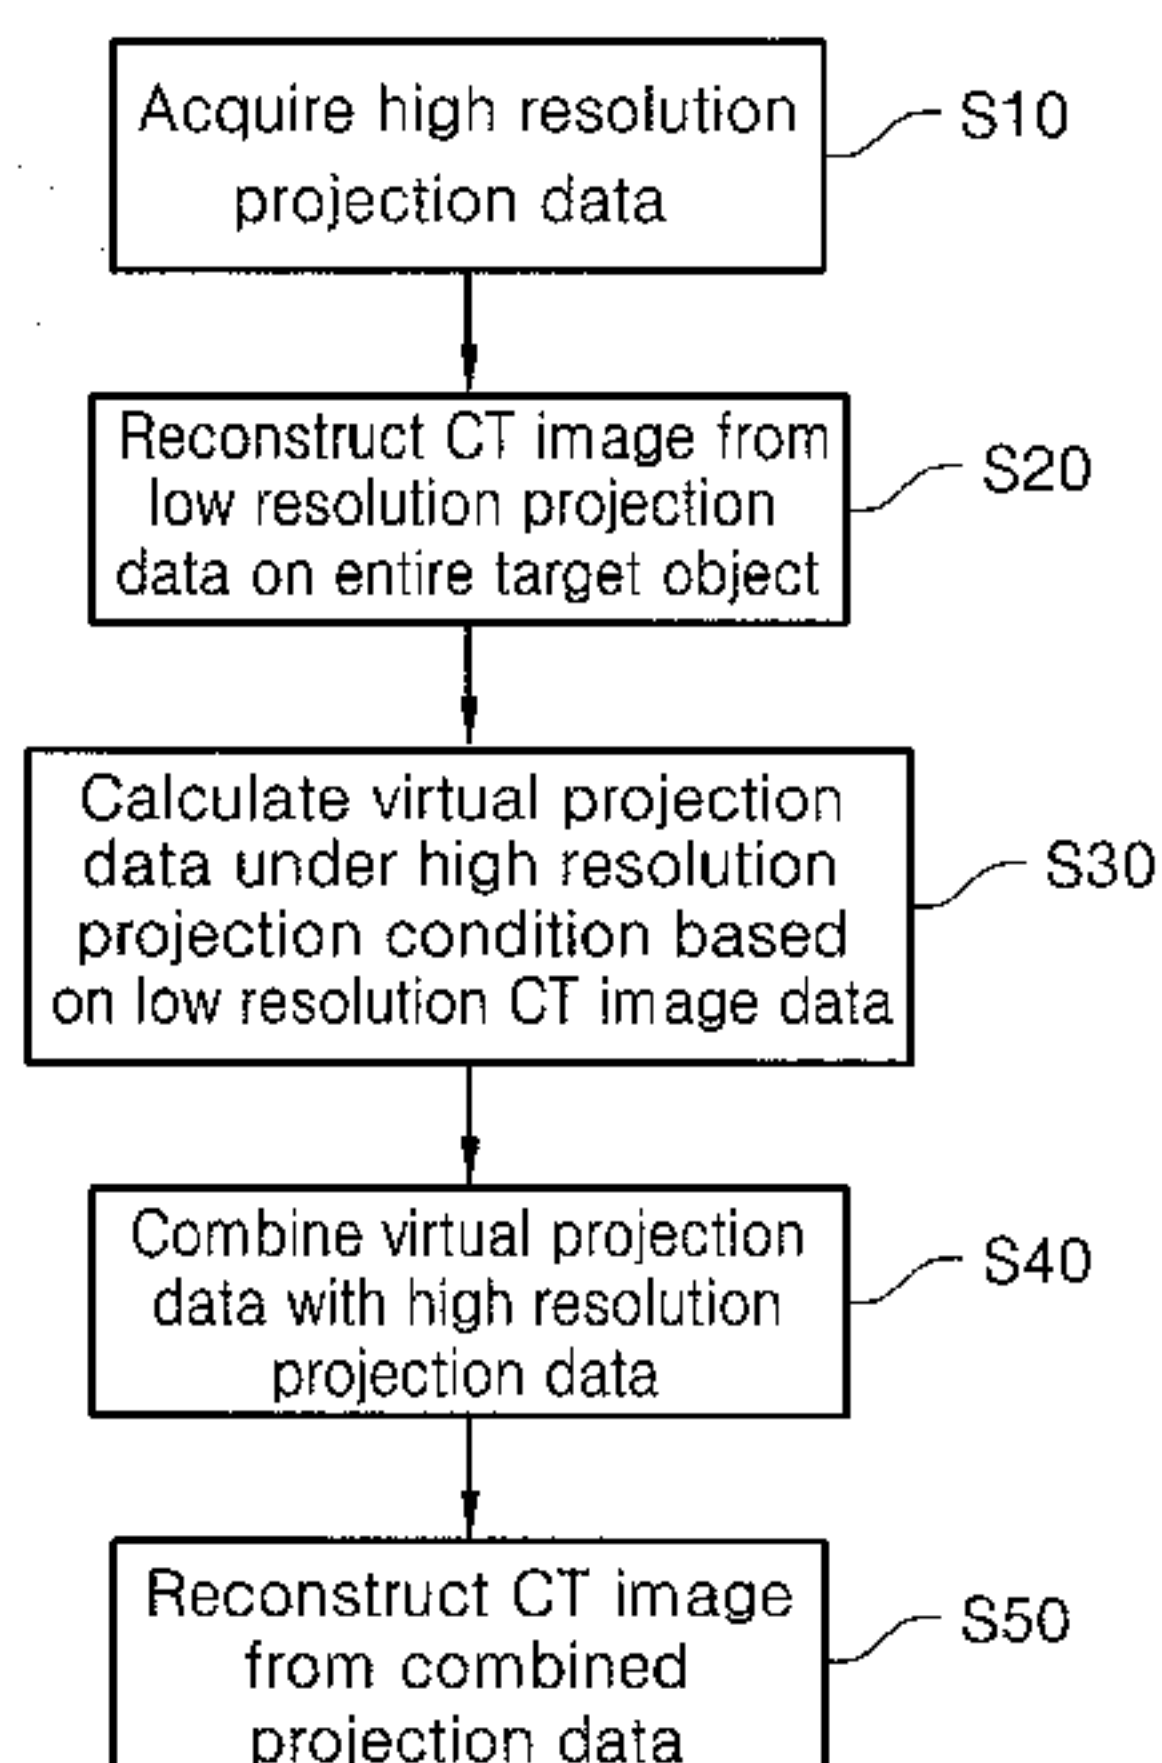 Acquire high resolution
projection data
S10
Reconstruct CT image from
low resolution projection
data on entire target object
S20
Calculate virtual projection
data under high resolution
projection condition based
on low resolution CT image data
S30
Combine virtual projection
data with high resolution
projection data
S40
Reconstruct CT image
from combined
projection data
S50